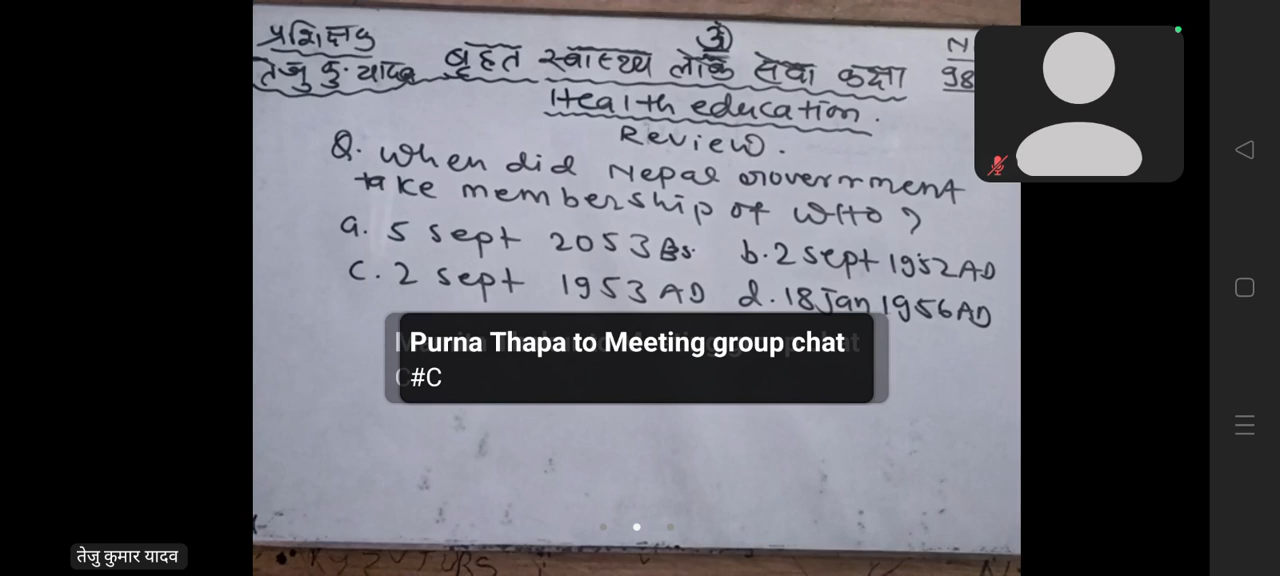 प्रशिक्षक
तेजु कु. यादव
ॐ
बृहत स्वास्थ्य लोक सेवा कक्षा
N
98
Health education.
Review.
Q. When did Nepal Government
take membership of WHO?
a. 5 sept 2053 Bs. b. 2 sept 1952 AD
c. 2 sept 1953 AD d. 18 Jan 1956 AD
Purna Thapa to Meeting group chat
C#C
तेजु कुमार यादव